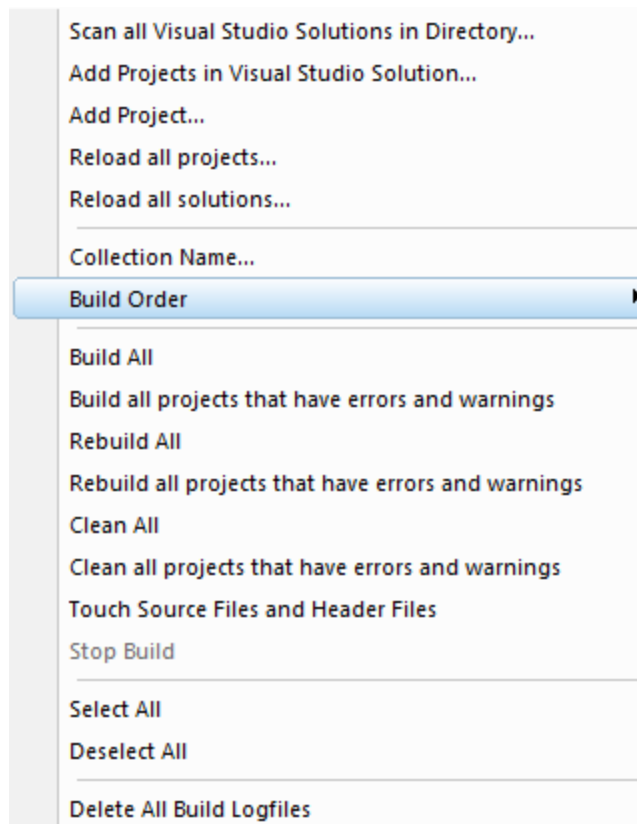 Scan all Visual Studio Solutions in Directory...
Add Projects in Visual Studio Solution...
Add Project...
Reload all projects...
Reload all solutions...
Collection Name...
Build Order
Build All
Build all projects that have errors and warnings
Rebuild All
Rebuild all projects that have errors and warnings
Clean All
Clean all projects that have errors and warnings
Touch Source Files and Header Files
Stop Build
Select All
Deselect All
Delete All Build Logfiles